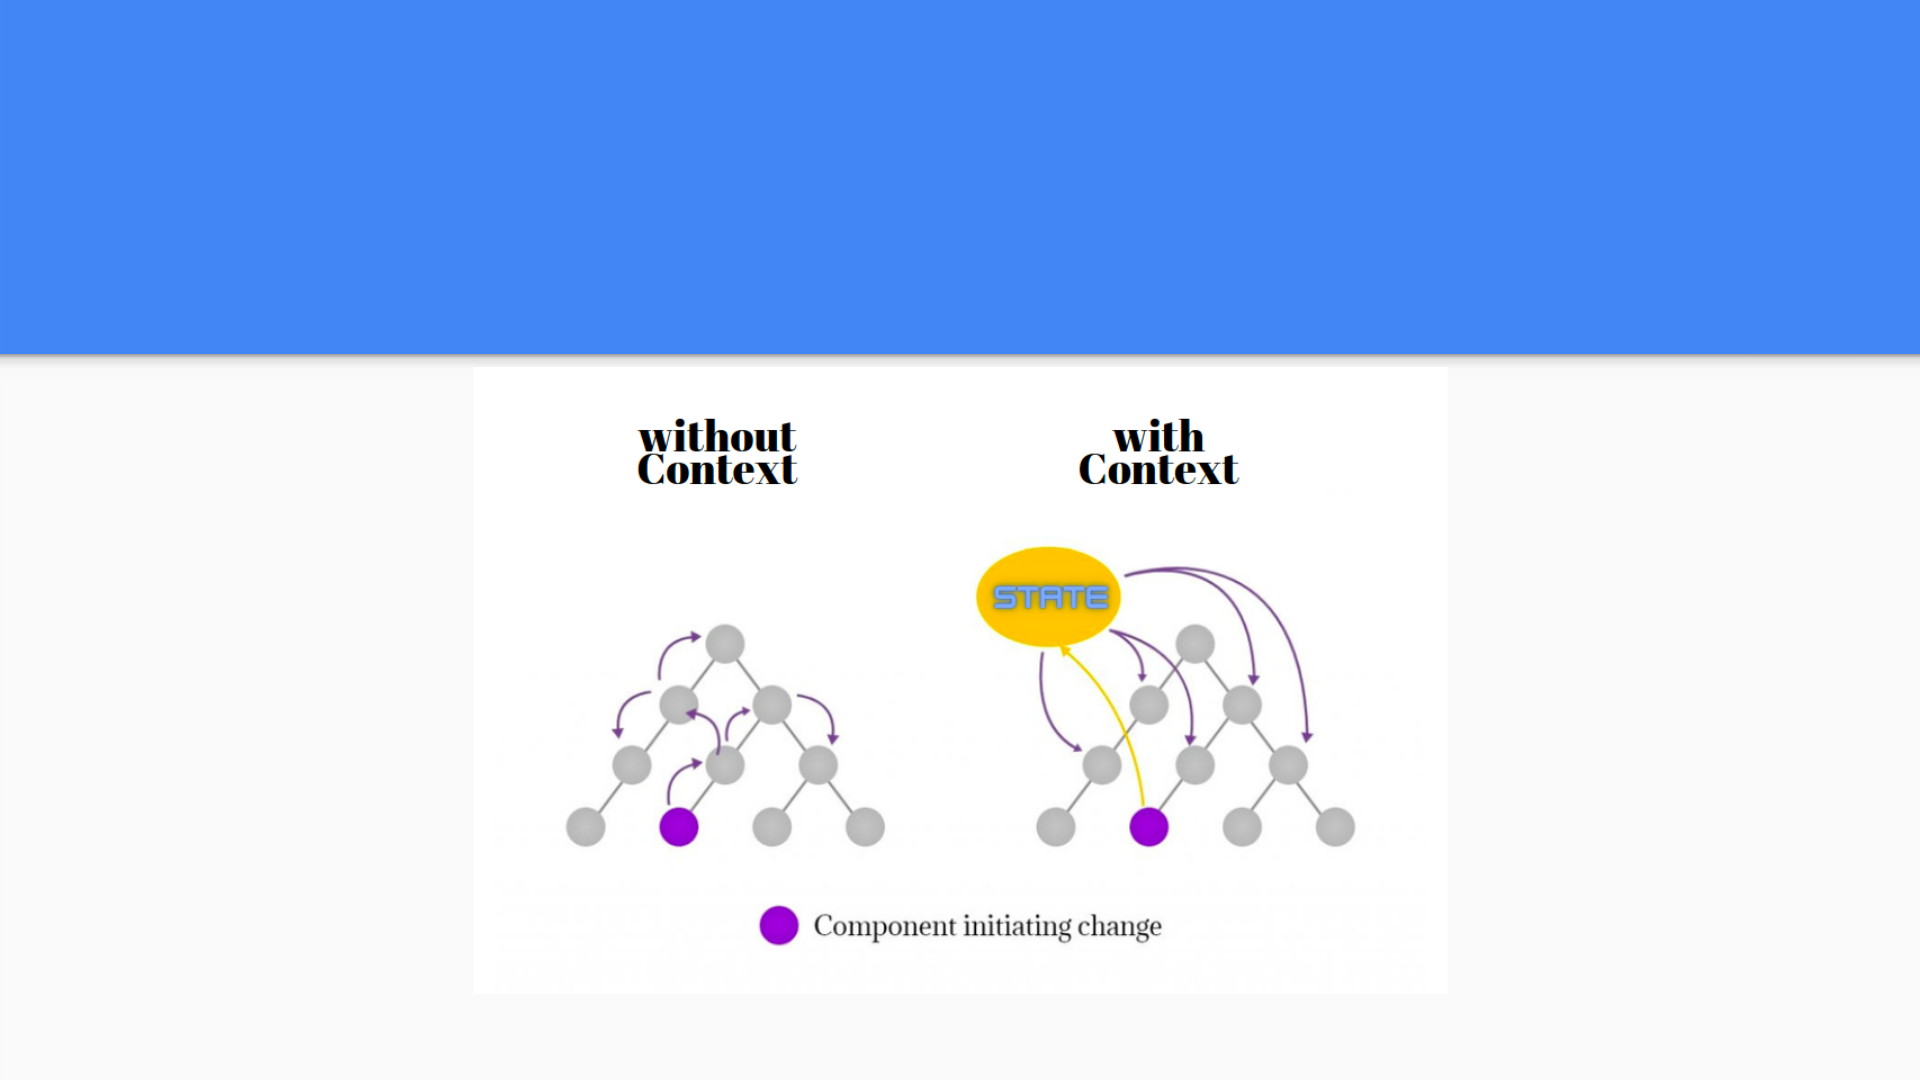 without
Context
with
Context
STATE
Component initiating change